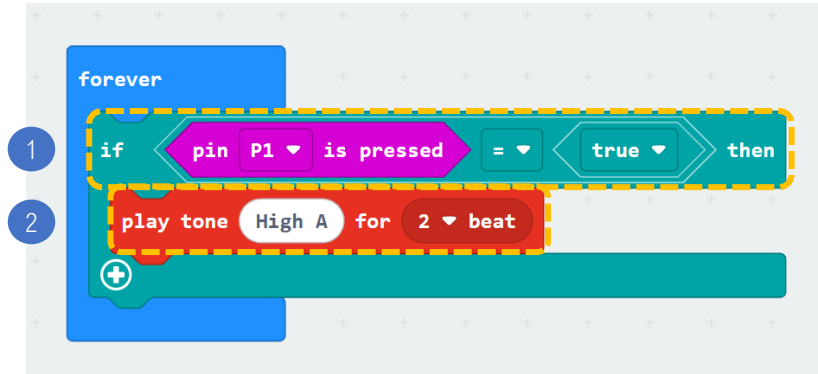 forever
1
if pin P1 is pressed = true then
2
play tone High A for 2 beat